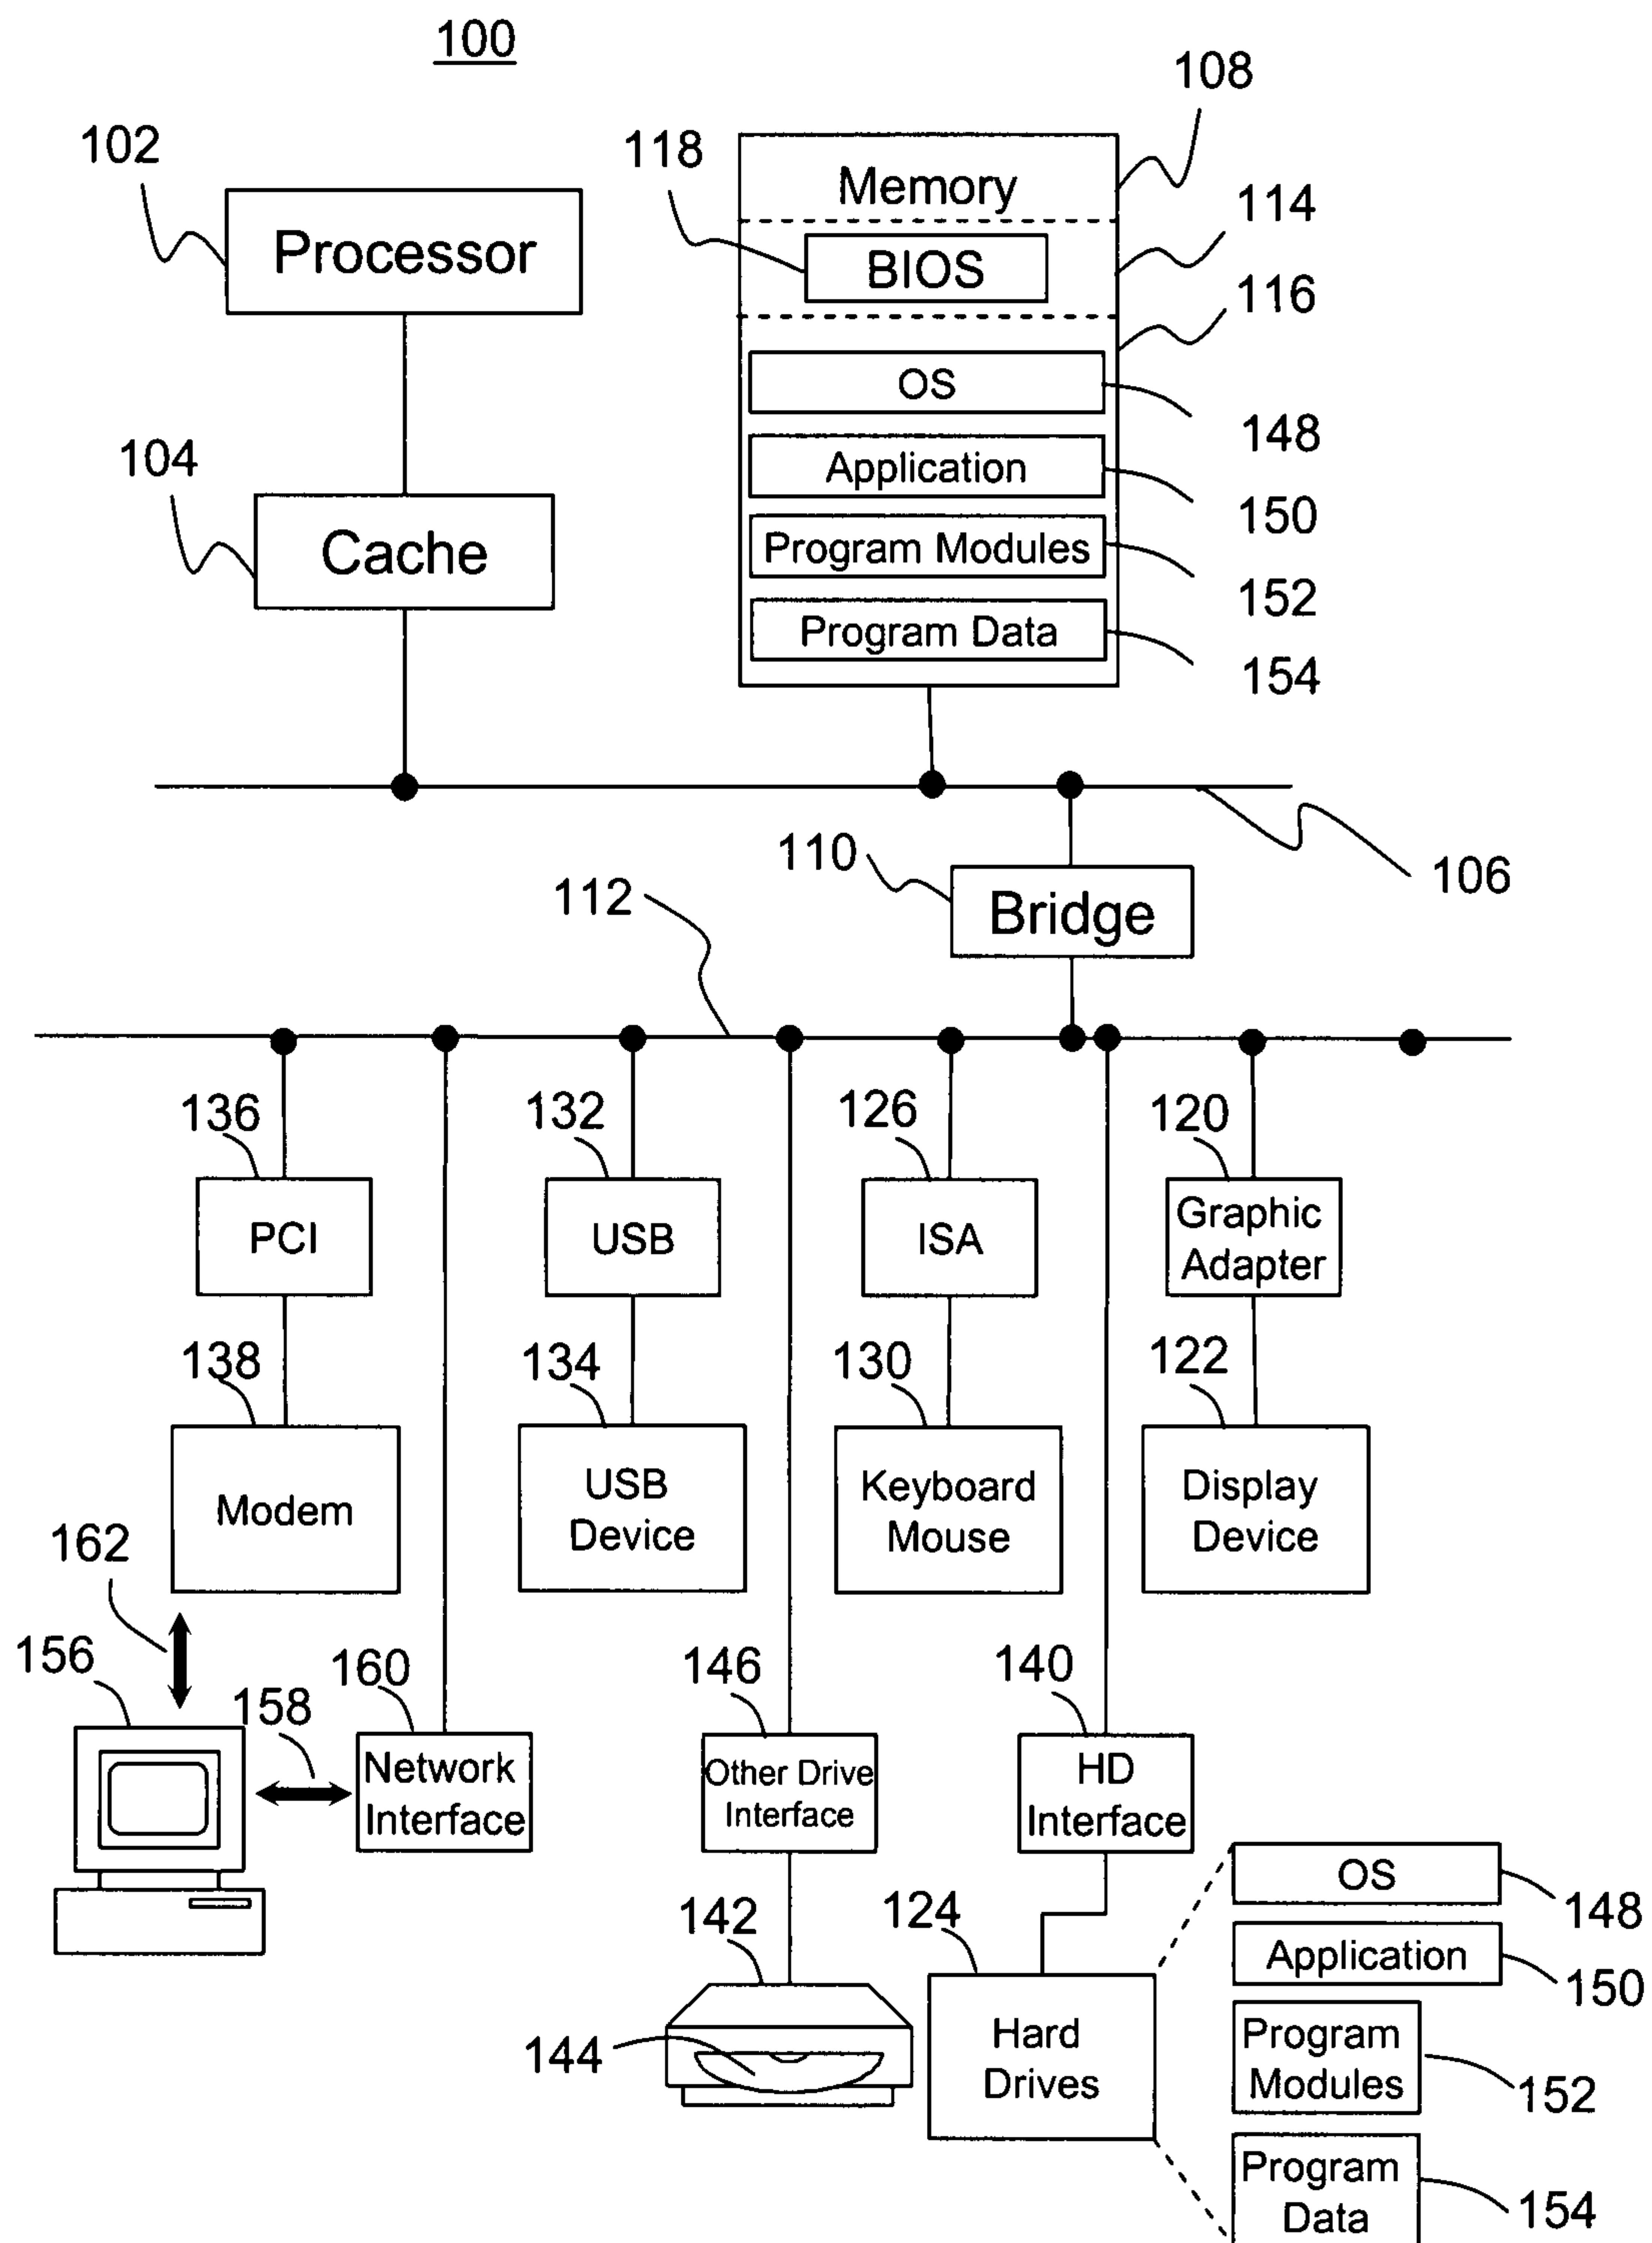 100
108
102
118
Memory
114
Processor
BIOS
116
OS
148
104
Application
150
Cache
Program Modules
152
Program Data
154
110
106
112
Bridge
136
132
126
120
PCI
USB
ISA
Graphic
Adapter
138
134
130
122
Modem
USB
Device
Keyboard
Mouse
Display
Device
162
156
158
160
146
140
Network
Interface
Other Drive
Interface
HD
Interface
OS
148
142
124
Application
150
144
Hard
Drives
Program
Modules
152
Program
Data
154